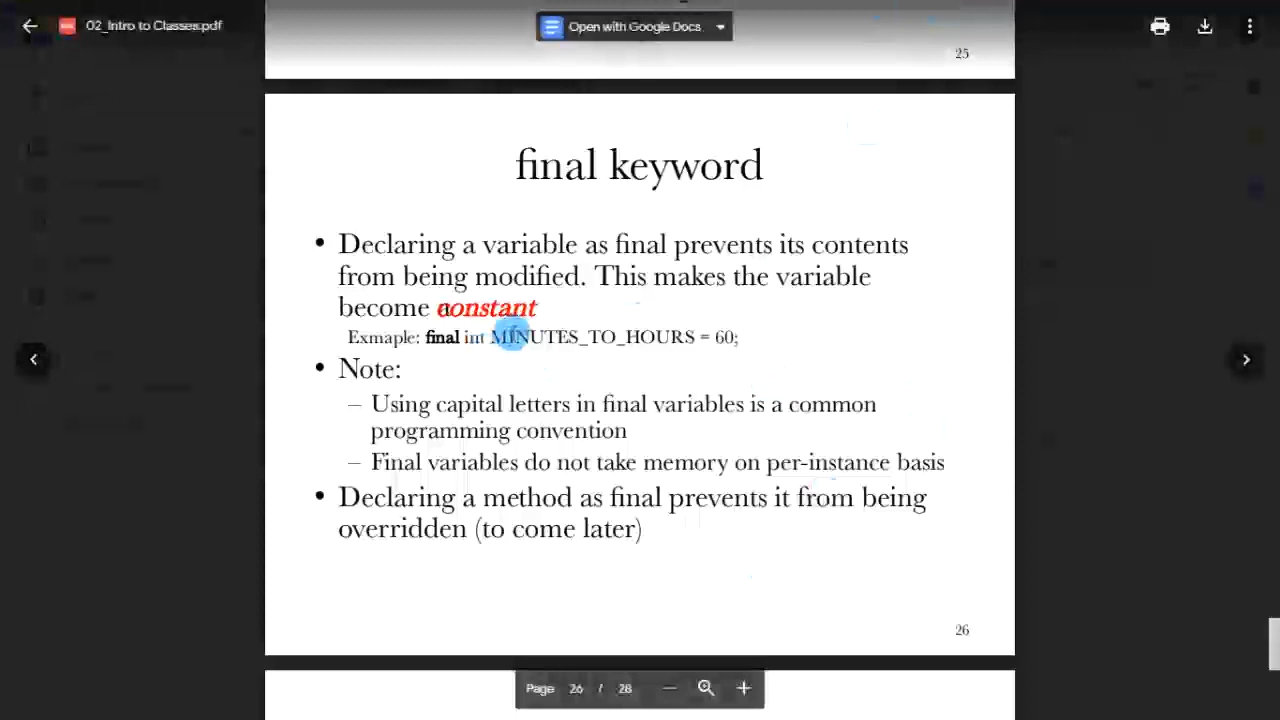 02_Intro to Classes.pdf
Open with Google Docs
25
final keyword
• Declaring a variable as final prevents its contents
from being modified. This makes the variable
become a constant
Exmaple: final int MINUTES_TO_HOURS = 60;
• Note:
– Using capital letters in final variables is a common
programming convention
– Final variables do not take memory on per-instance basis
• Declaring a method as final prevents it from being
overridden (to come later)
26
Page 26 / 28